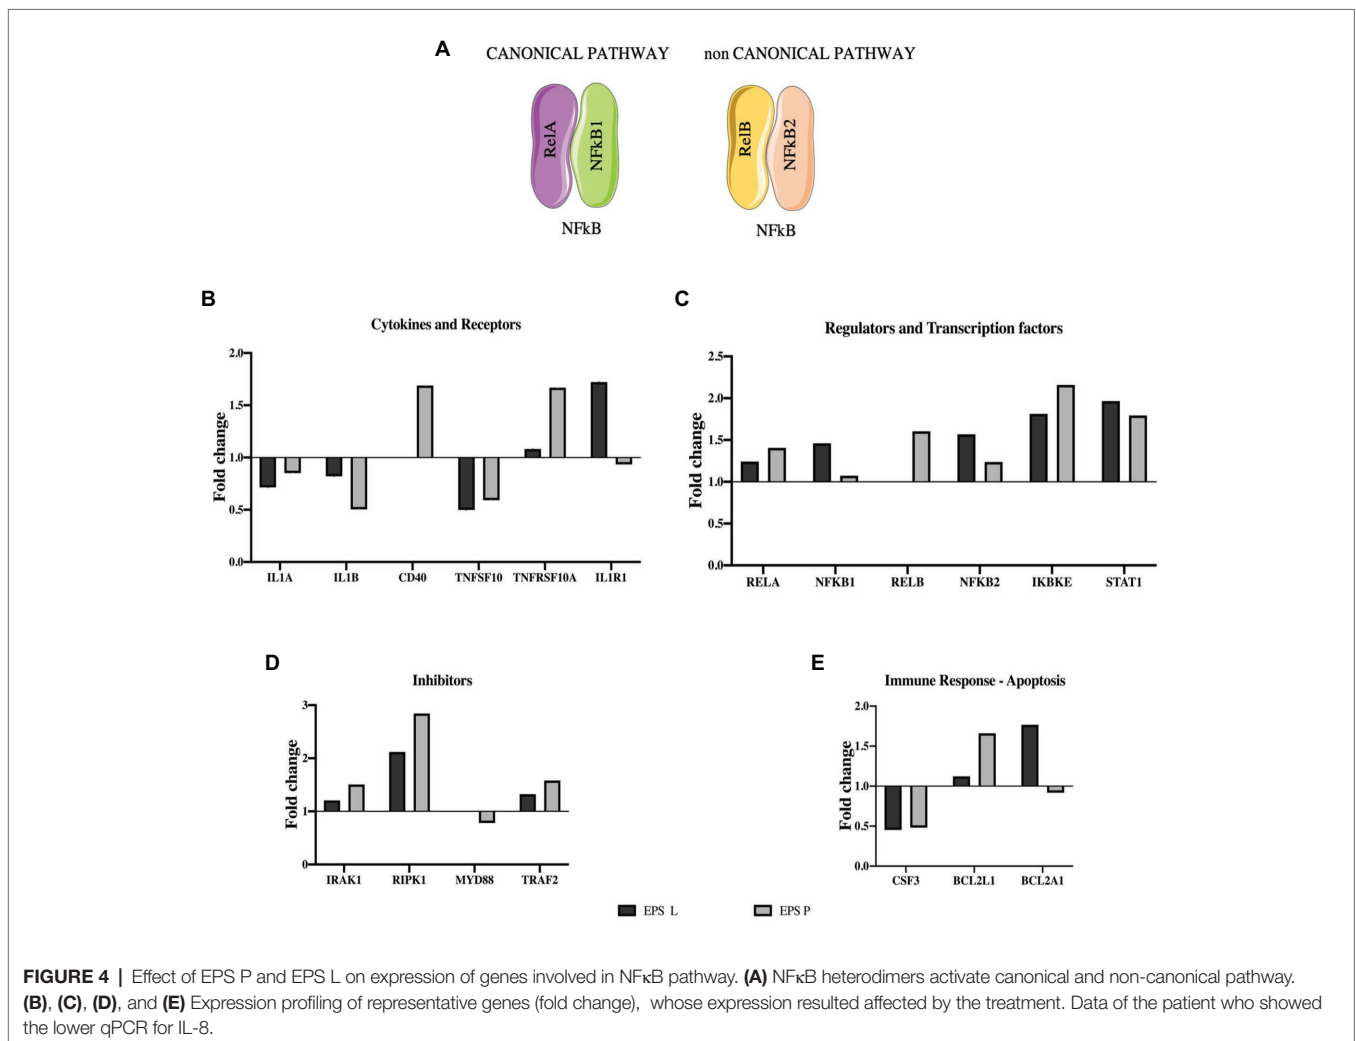 A
CANONICAL PATHWAY
non CANONICAL PATHWAY
RelA
NFkB1
RelB
NFkB2
NFkB
NFkB
B
Cytokines and Receptors
Fold change
2.0
1.5
1.0
0.5
0.0
IL1A IL1B CD40 TNFSF10 TNFRSF10A IL1R1
C
Regulators and Transcription factors
Fold change
2.5
2.0
1.5
1.0
0.5
0.0
RELA NFKB1 RELB NFKB2 IKBKE STAT1
D
Inhibitors
Fold change
3
2
1
0
IRAK1 RIPK1 MYD88 TRAF2
E
Immune Response - Apoptosis
Fold change
2.0
1.5
1.0
0.5
0.0
CSF3 BCL2L1 BCL2A1
EPS L
EPS P
FIGURE 4 | Effect of EPS P and EPS L on expression of genes involved in NFκB pathway. (A) NFκB heterodimers activate canonical and non-canonical pathway.
(B), (C), (D), and (E) Expression profiling of representative genes (fold change), whose expression resulted affected by the treatment. Data of the patient who showed
the lower qPCR for IL-8.